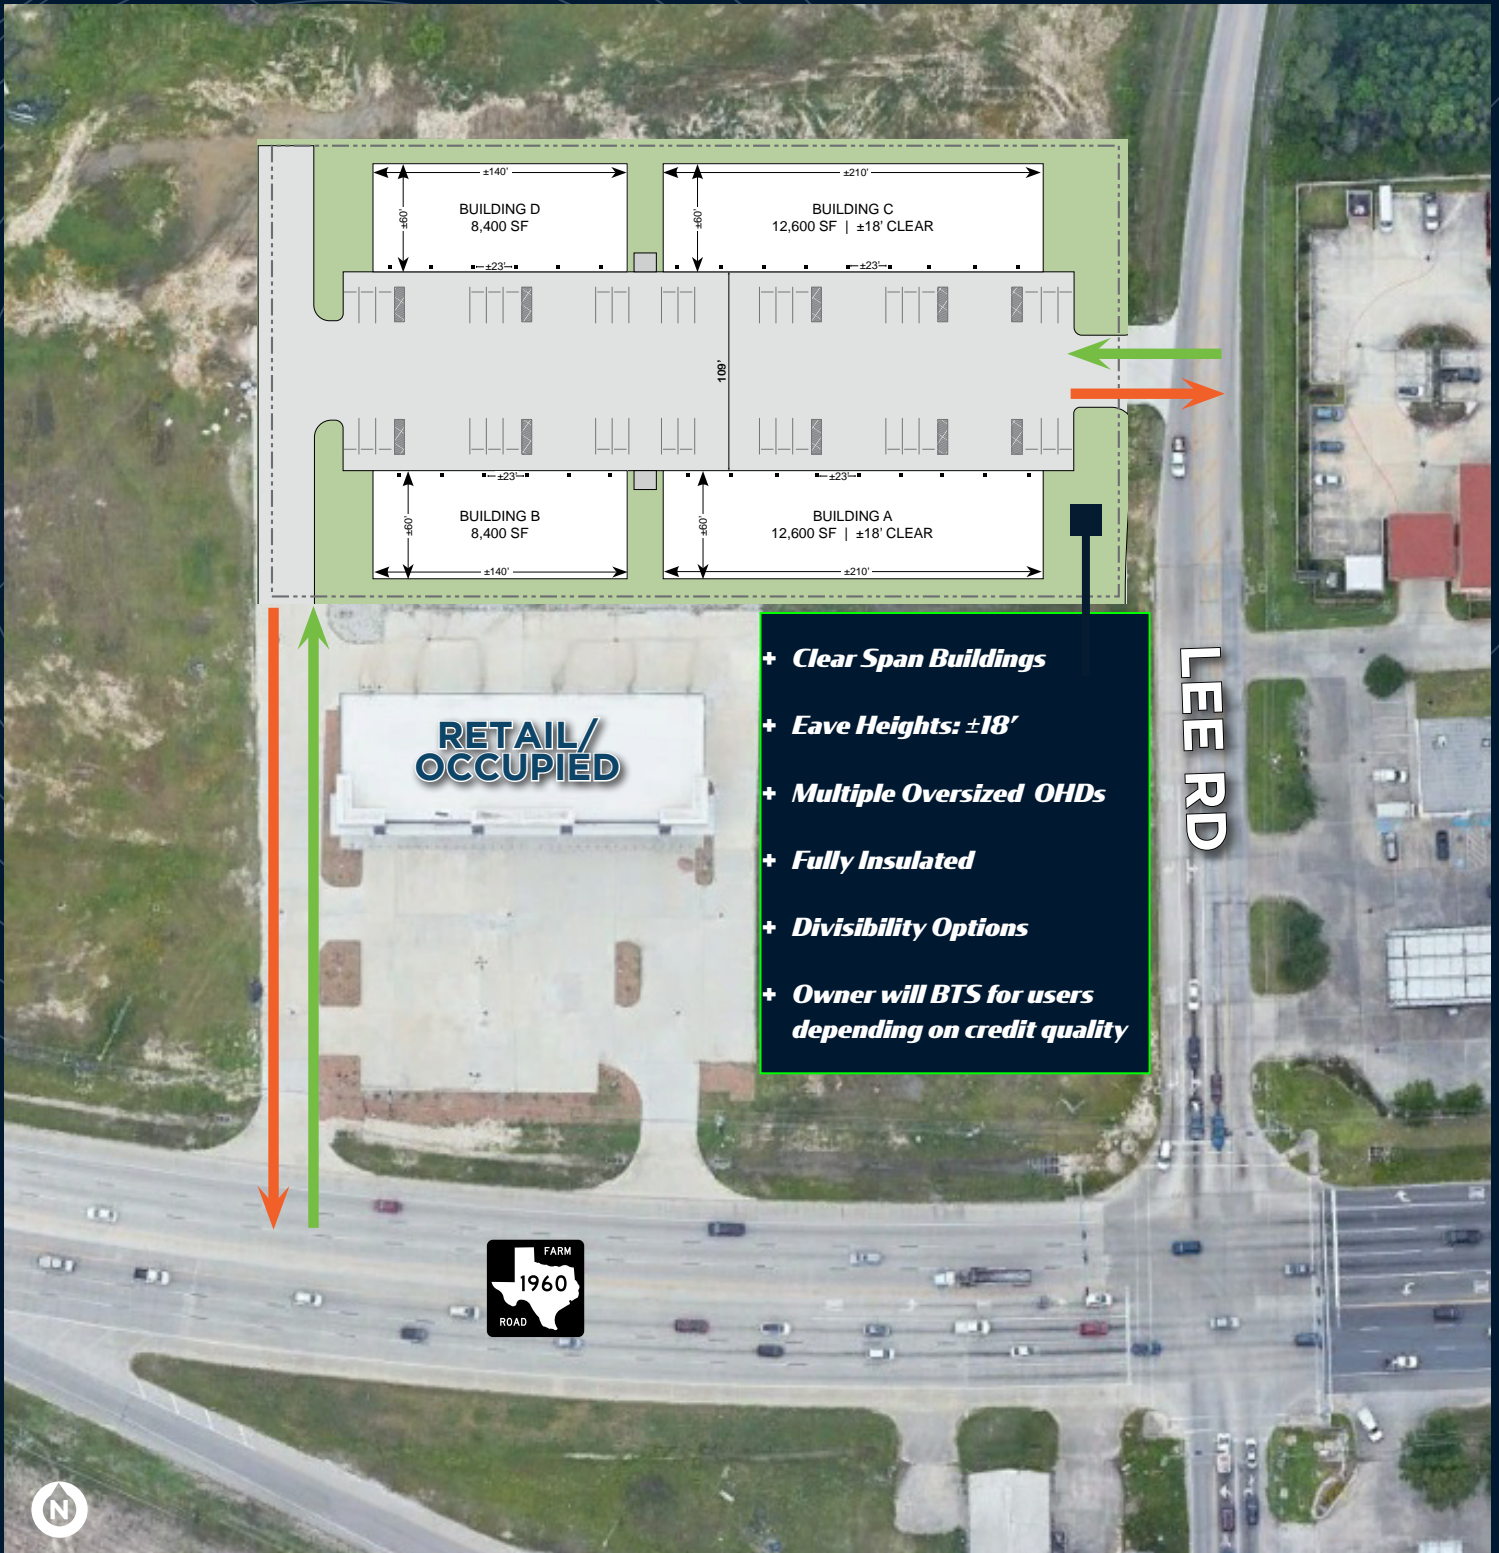 ±140'
±210'
±60'
BUILDING D
8,400 SF
±60'
BUILDING C
12,600 SF | ±18' CLEAR
±23'
±23'
109'
±23'
±23'
±60'
BUILDING B
8,400 SF
±60'
BUILDING A
12,600 SF | ±18' CLEAR
±140'
±210'
+ Clear Span Buildings
+ Eave Heights: ±18'
+ Multiple Oversized OHDs
+ Fully Insulated
+ Divisibility Options
+ Owner will BTS for users
depending on credit quality
RETAIL/
OCCUPIED
LEE RD
FARM
1960
ROAD
N